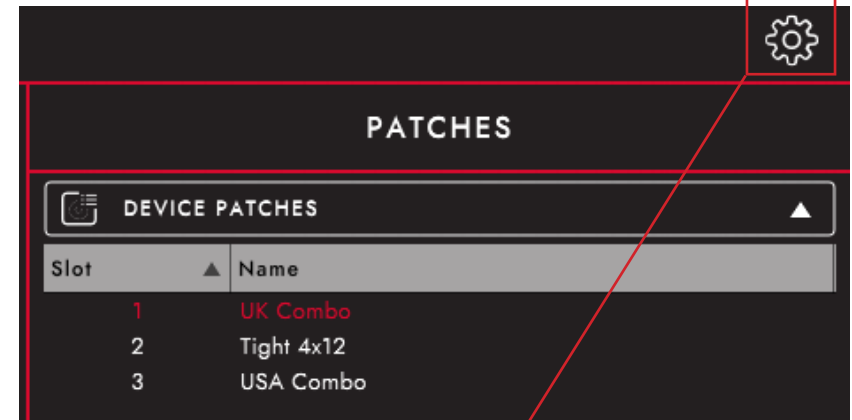 PATCHES
DEVICE PATCHES
Slot Name
1 UK Combo
2 Tight 4x12
3 USA Combo